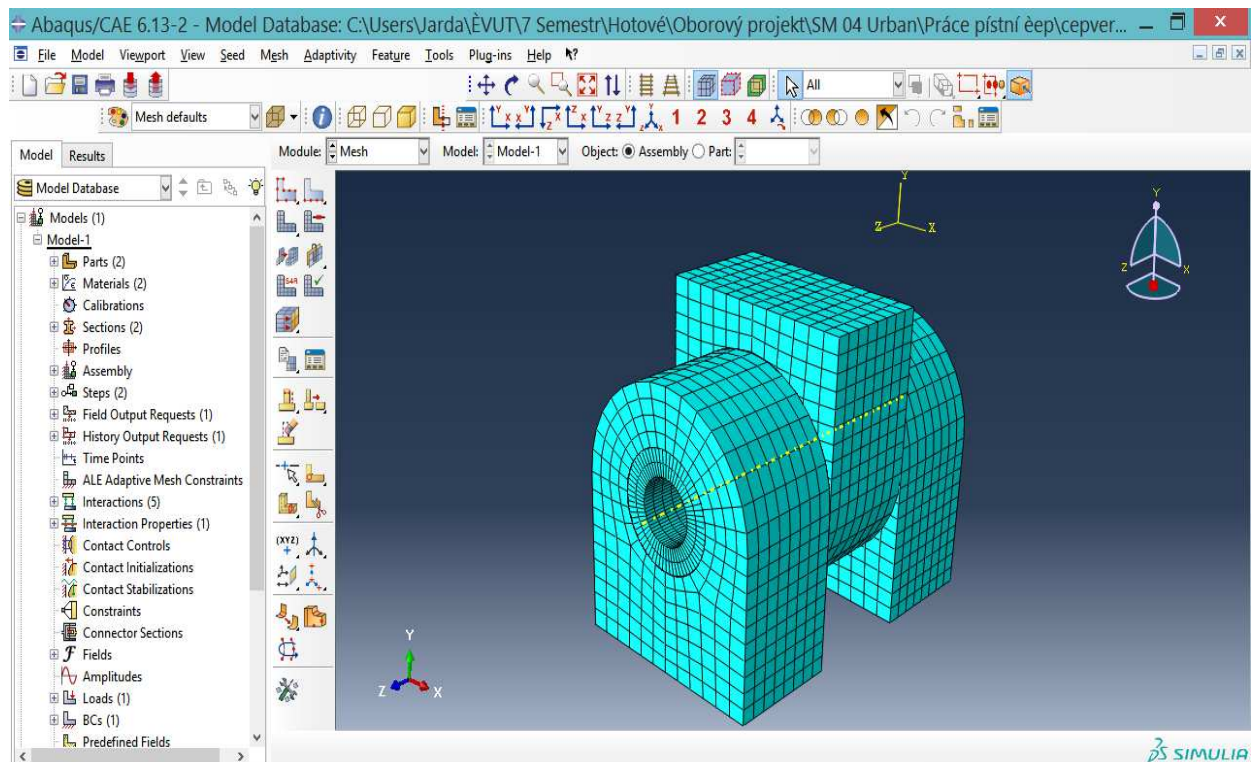 Abaqus/CAE 6.13-2 - Model Database: C:\Users\Jarda\ÈVUT\7 Semestr\Hotové\Oborový projekt\SM 04 Urban\Práce pístní èep\cepver...
File Model Viewport View Seed Mesh Adaptivity Feature Tools Plug-ins Help
All
Mesh defaults
1 2 3 4
Model Results
Module: Mesh Model: Model-1 Object: Assembly Part:
Model Database
Models (1)
Model-1
Parts (2)
Materials (2)
Calibrations
Sections (2)
Profiles
Assembly
Steps (2)
Field Output Requests (1)
History Output Requests (1)
Time Points
ALE Adaptive Mesh Constraints
Interactions (5)
Interaction Properties (1)
Contact Controls
Contact Initializations
Contact Stabilizations
Constraints
Connector Sections
Fields
Amplitudes
Loads (1)
BCs (1)
Predefined Fields
(XYZ)
Y
Z X
Y
Z X
Y
Z X
SIMULIA